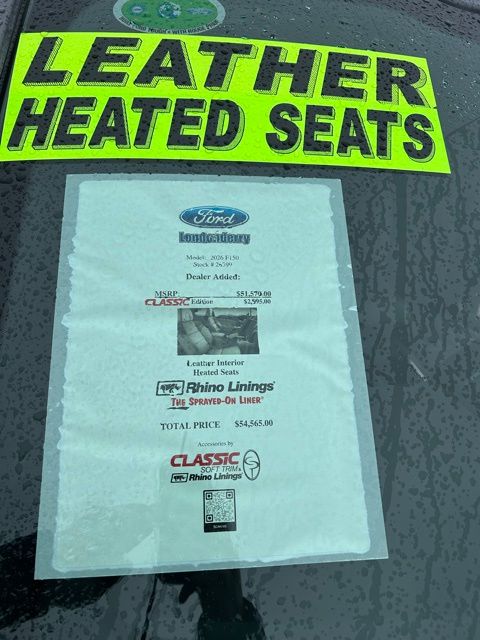 LEATHER
HEATED SEATS
Ford
Londonderry
Model: 2026 F150
Stock # 26399
Dealer Added:
MSRP: $51,570.00
CLASSIC Edition $2,995.00
Leather Interior
Heated Seats
Rhino Linings
THE SPRAYED-ON LINER
TOTAL PRICE $54,565.00
Accessories by
CLASSIC
SOFT TRIM &
Rhino Linings